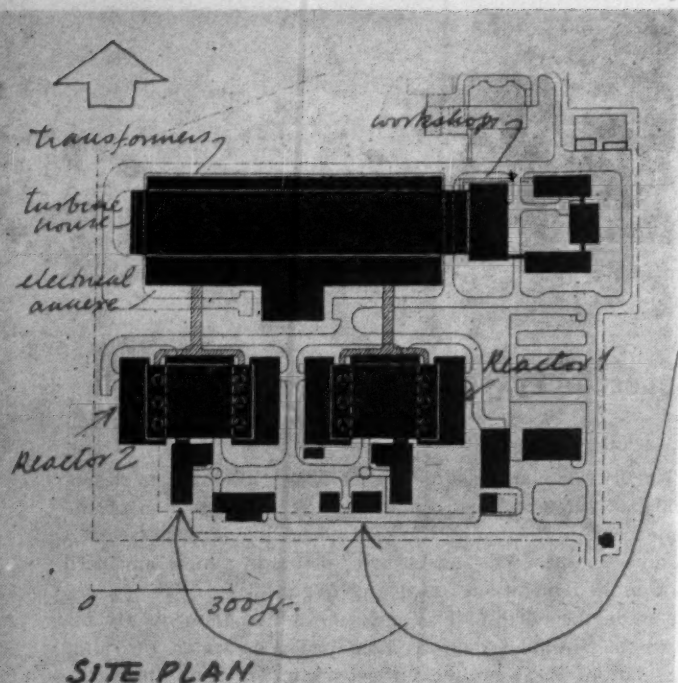 transformers
workshops
turbine
house
electrical
annexe
Reactor 1
Reactor 2
0 300ft.
SITE PLAN